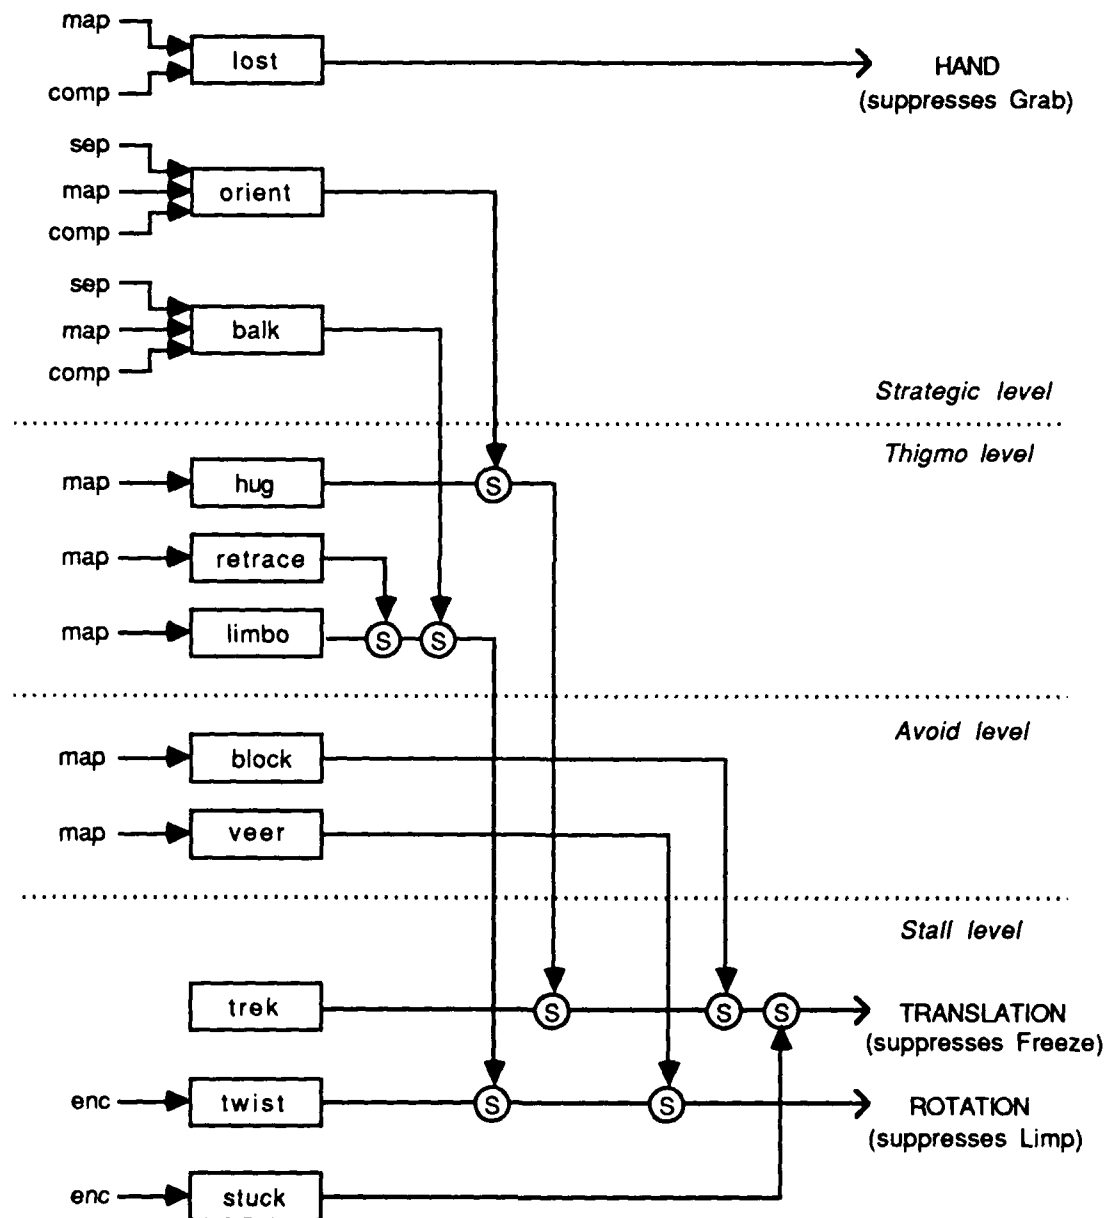 map
lost
comp
HAND
(suppresses Grab)
sep
map
orient
comp
sep
map
balk
comp
Strategic level
Thigmo level
map
hug
S
map
retrace
map
limbo
S
S
Avoid level
map
block
map
veer
Stall level
trek
S
S
S
TRANSLATION
(suppresses Freeze)
enc
twist
S
S
ROTATION
(suppresses Limp)
enc
stuck